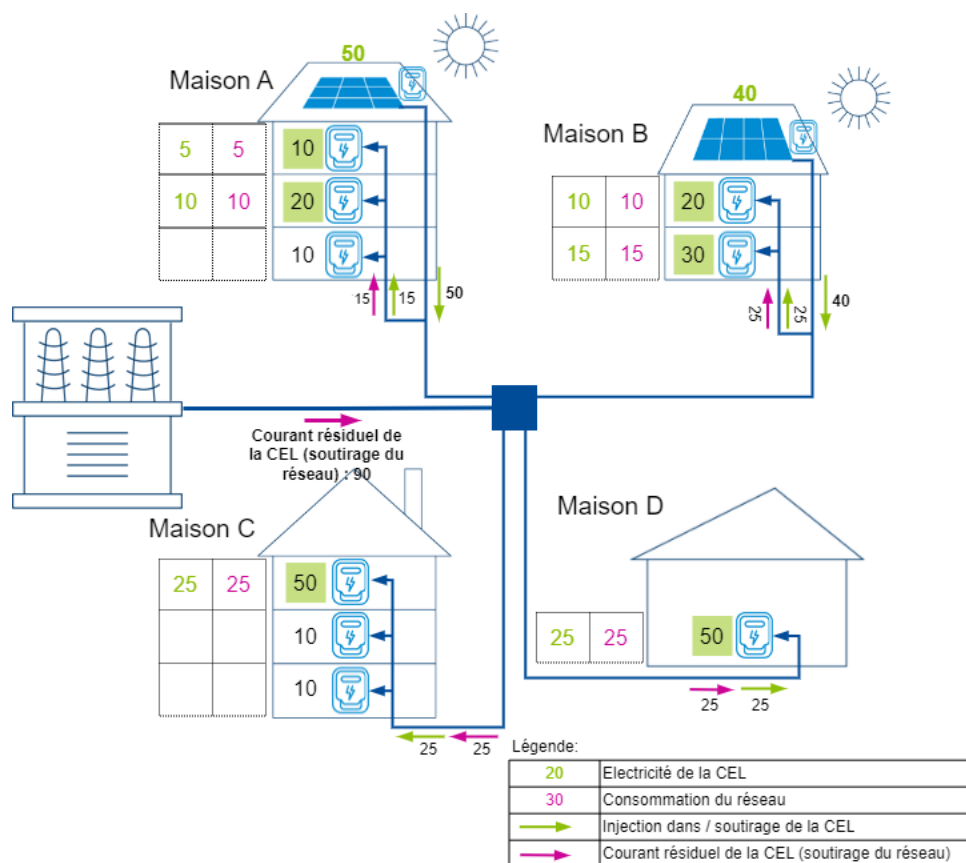 50
Maison A
5 5 10
10 10 20
10
15 15 50
40
Maison B
10 10 20
15 15 30
25 25 40
Courant résiduel de
la CEL (soutirage du
réseau) : 90
Maison C
25 25 50
10
10
25 25
Maison D
25 25 50
25 25
Légende:
20 Electricité de la CEL
30 Consommation du réseau
Injection dans / soutirage de la CEL
Courant résiduel de la CEL (soutirage du réseau)